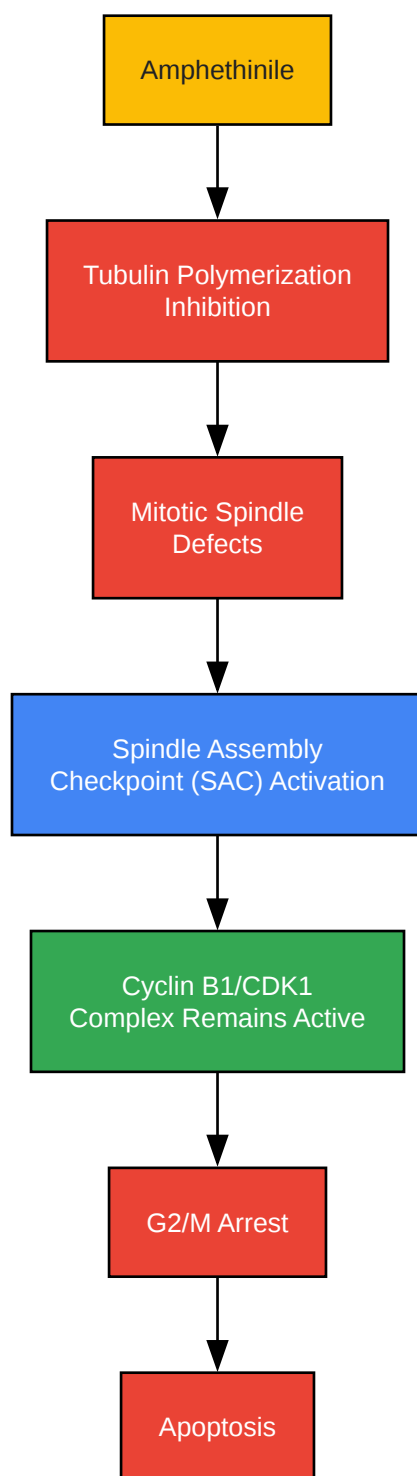 Amphethinile
Tubulin Polymerization
Inhibition
Mitotic Spindle
Defects
Spindle Assembly
Checkpoint (SAC) Activation
Cyclin B1/CDK1
Complex Remains Active
G2/M Arrest
Apoptosis